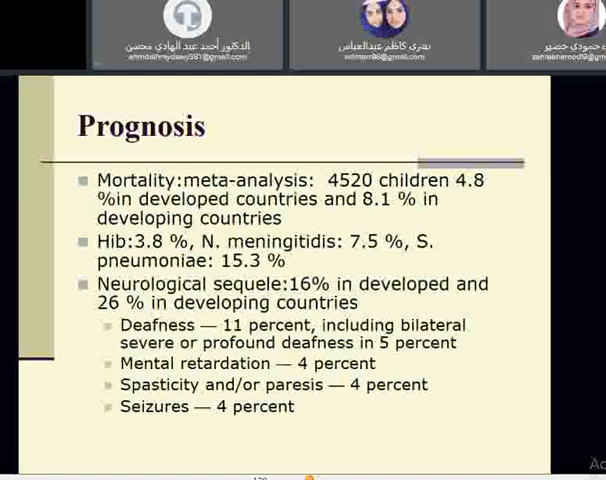 الدكتور أحمد عبد الهادي محسن
بشرى كاظم عبدالعباس
حمودي خضير
Prognosis
Mortality:meta-analysis: 4520 children 4.8
%in developed countries and 8.1 % in
developing countries
Hib:3.8 %, N. meningitidis: 7.5 %, S.
pneumoniae: 15.3 %
Neurological sequele:16% in developed and
26 % in developing countries
Deafness — 11 percent, including bilateral
severe or profound deafness in 5 percent
Mental retardation — 4 percent
Spasticity and/or paresis — 4 percent
Seizures — 4 percent
Ac